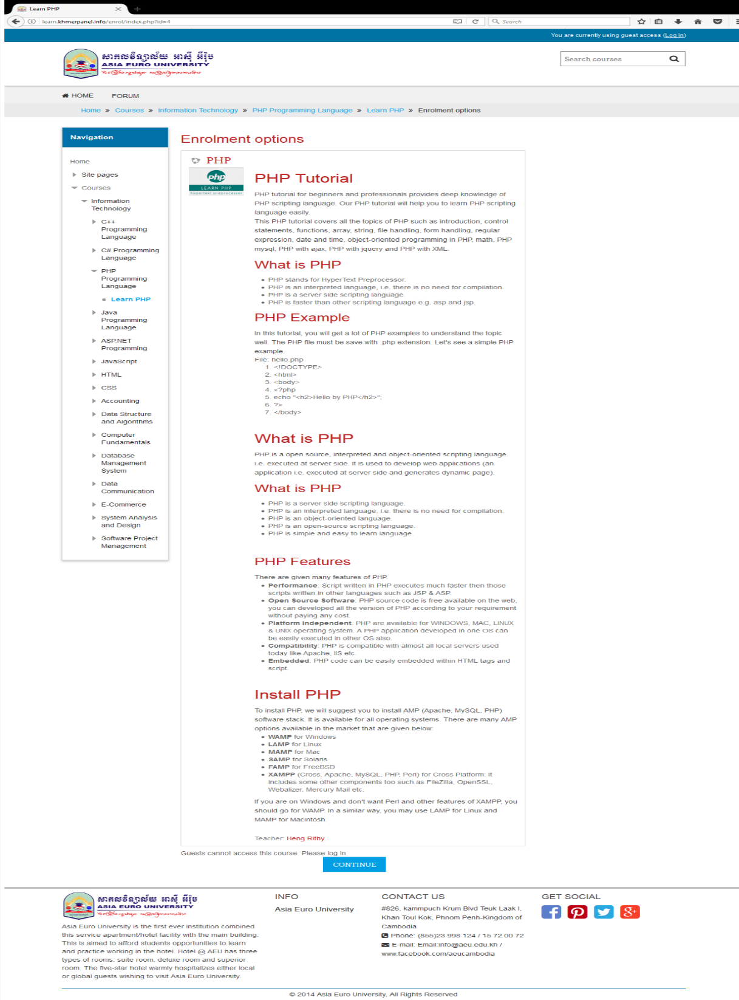 Learn PHP
learn.khmerpanel.info/enrol/index.php?id=4
Search
You are currently using guest access (Log in)
សាកលវិទ្យាល័យ អាស៊ី អឺរ៉ុប
ASIA EURO UNIVERSITY
Search courses
HOME FORUM
Home » Courses » Information Technology » PHP Programming Language » Learn PHP » Enrolment options
Navigation
Home
Site pages
Courses
Information
Technology
C++
Programming
Language
C# Programming
Language
PHP
Programming
Language
Learn PHP
Java
Programming
Language
ASP.NET
Programming
JavaScript
HTML
CSS
Accounting
Data Structure
and Algorithms
Computer
Fundamentals
Database
Management
System
Data
Communication
E-Commerce
System Analysis
and Design
Software Project
Management
Enrolment options
PHP
php
LEARN PHP
hypertext preprocessor
PHP Tutorial
PHP tutorial for beginners and professionals provides deep knowledge of
PHP scripting language. Our PHP tutorial will help you to learn PHP scripting
language easily.
This PHP tutorial covers all the topics of PHP such as introduction, control
statements, functions, array, string, file handling, form handling, regular
expression, date and time, object-oriented programming in PHP, math, PHP
mysql, PHP with ajax, PHP with jquery and PHP with XML.
What is PHP
• PHP stands for HyperText Preprocessor.
• PHP is an interpreted language, i.e. there is no need for compilation.
• PHP is a server side scripting language.
• PHP is faster than other scripting language e.g. asp and jsp.
PHP Example
In this tutorial, you will get a lot of PHP examples to understand the topic
well. The PHP file must be save with .php extension. Let's see a simple PHP
example.
File: hello.php
1. <!DOCTYPE>
2. <html>
3. <body>
4. <?php
5. echo "<h2>Hello by PHP</h2>";
6. ?>
7. </body>
What is PHP
PHP is a open source, interpreted and object-oriented scripting language
i.e. executed at server side. It is used to develop web applications (an
application i.e. executed at server side and generates dynamic page).
What is PHP
• PHP is a server side scripting language.
• PHP is an interpreted language, i.e. there is no need for compilation.
• PHP is an object-oriented language.
• PHP is an open-source scripting language.
• PHP is simple and easy to learn language.
PHP Features
There are given many features of PHP.
• Performance: Script written in PHP executes much faster then those
scripts written in other languages such as JSP & ASP.
• Open Source Software: PHP source code is free available on the web,
you can developed all the version of PHP according to your requirement
without paying any cost.
• Platform Independent: PHP are available for WINDOWS, MAC, LINUX
& UNIX operating system. A PHP application developed in one OS can
be easily executed in other OS also.
• Compatibility: PHP is compatible with almost all local servers used
today like Apache, IIS etc.
• Embedded: PHP code can be easily embedded within HTML tags and
script.
Install PHP
To install PHP, we will suggest you to install AMP (Apache, MySQL, PHP)
software stack. It is available for all operating systems. There are many AMP
options available in the market that are given below:
• WAMP for Windows
• LAMP for Linux
• MAMP for Mac
• SAMP for Solaris
• FAMP for FreeBSD
• XAMPP (Cross, Apache, MySQL, PHP, Perl) for Cross Platform: It
includes some other components too such as FileZilla, OpenSSL,
Webalizer, Mercury Mail etc.
If you are on Windows and don't want Perl and other features of XAMPP, you
should go for WAMP. In a similar way, you may use LAMP for Linux and
MAMP for Macintosh.
Teacher: Heng Rithy
Guests cannot access this course. Please log in.
CONTINUE
សាកលវិទ្យាល័យ អាស៊ី អឺរ៉ុប
ASIA EURO UNIVERSITY
Asia Euro University is the first ever institution combined
this service apartment/hotel facility with the main building.
This is aimed to afford students opportunities to learn
and practice working in the hotel. Hotel @ AEU has three
types of rooms: suite room, deluxe room and superior
room. The five-star hotel warmly hospitalizes either local
or global guests wishing to visit Asia Euro University.
INFO
Asia Euro University
CONTACT US
#826, kammpuch Krum Blvd Teuk Laak I,
Khan Toul Kok, Phnom Penh-Kingdom of
Cambodia
Phone: (855)23 998 124 / 15 72 00 72
E-mail: Email:info@aeu.edu.kh /
www.facebook.com/aeucambodia
GET SOCIAL
© 2014 Asia Euro University, All Rights Reserved